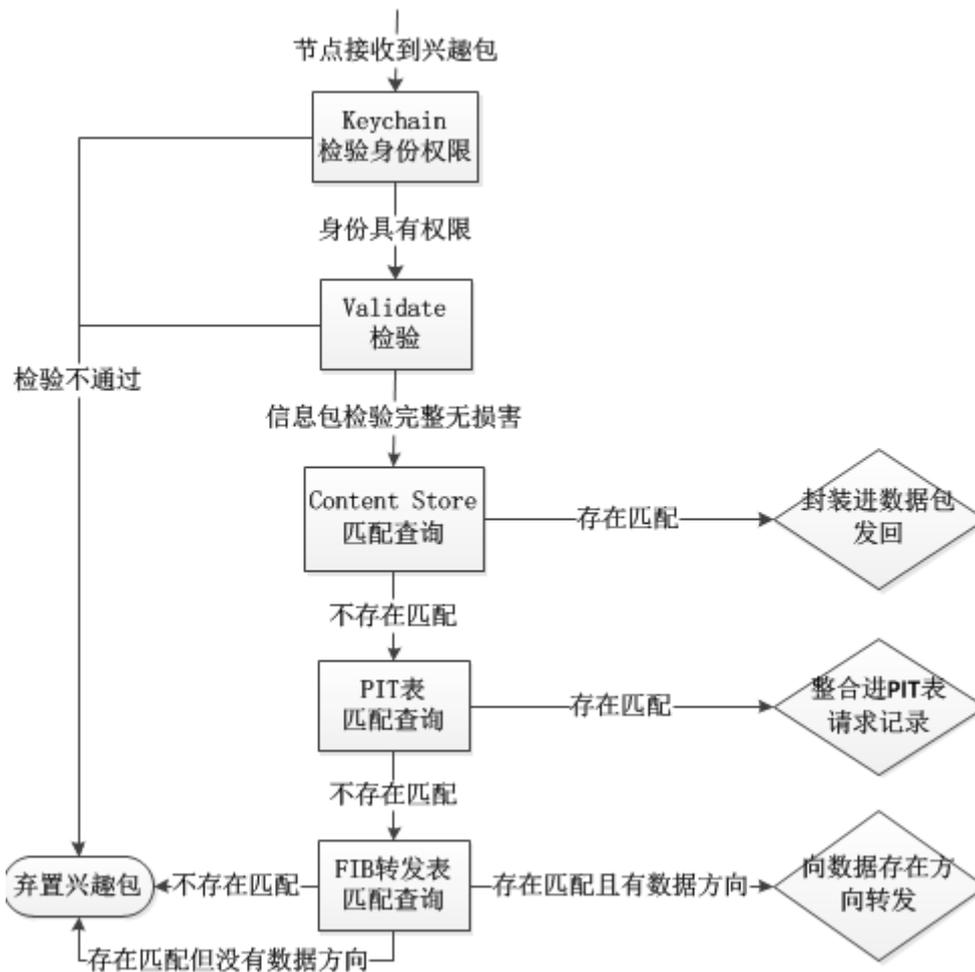 节点接收到兴趣包
Keychain
检验身份权限
身份具有权限
Validate
检验
检验不通过
信息包检验完整无损害
Content Store
匹配查询
存在匹配
封装进数据包
发回
不存在匹配
PIT表
匹配查询
存在匹配
整合进PIT表
请求记录
不存在匹配
FIB转发表
匹配查询
不存在匹配
弃置兴趣包
存在匹配且有数据方向
向数据存在方
向转发
存在匹配但没有数据方向